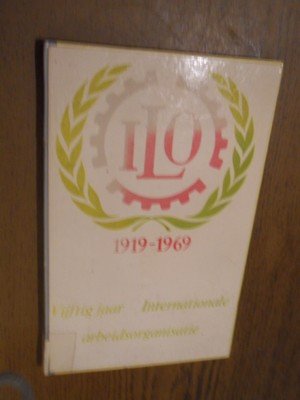 ILO
1919-1969
Vijftig jaar Internationale
arbeidsorganisatie